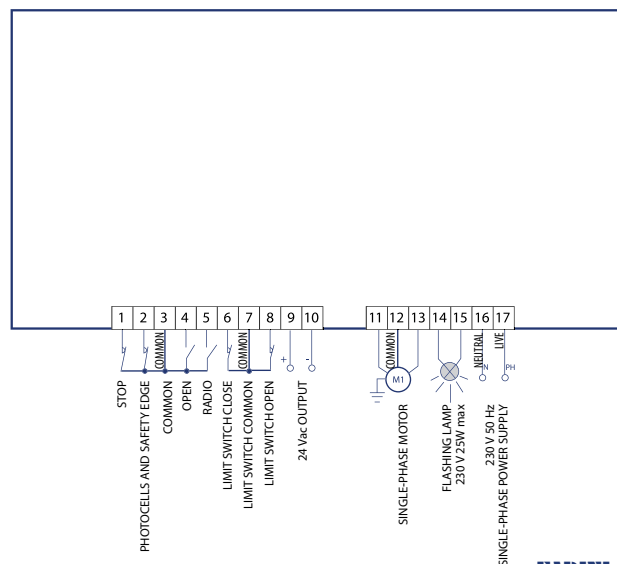 1 2 3 4 5 6 7 8 9 10
11 12 13 14 15 16 17
COMMON
COMMON
COMMON
NEUTRAL
LIVE
+
-
M1
N
PH
STOP
PHOTOCELLS AND SAFETY EDGE
COMMON
OPEN
RADIO
LIMIT SWITCH CLOSE
LIMIT SWITCH COMMON
LIMIT SWITCH OPEN
24 Vac OUTPUT
SINGLE-PHASE MOTOR
FLASHING LAMP
230 V 25W max
230 V 50 Hz
SINGLE-PHASE POWER SUPPLY